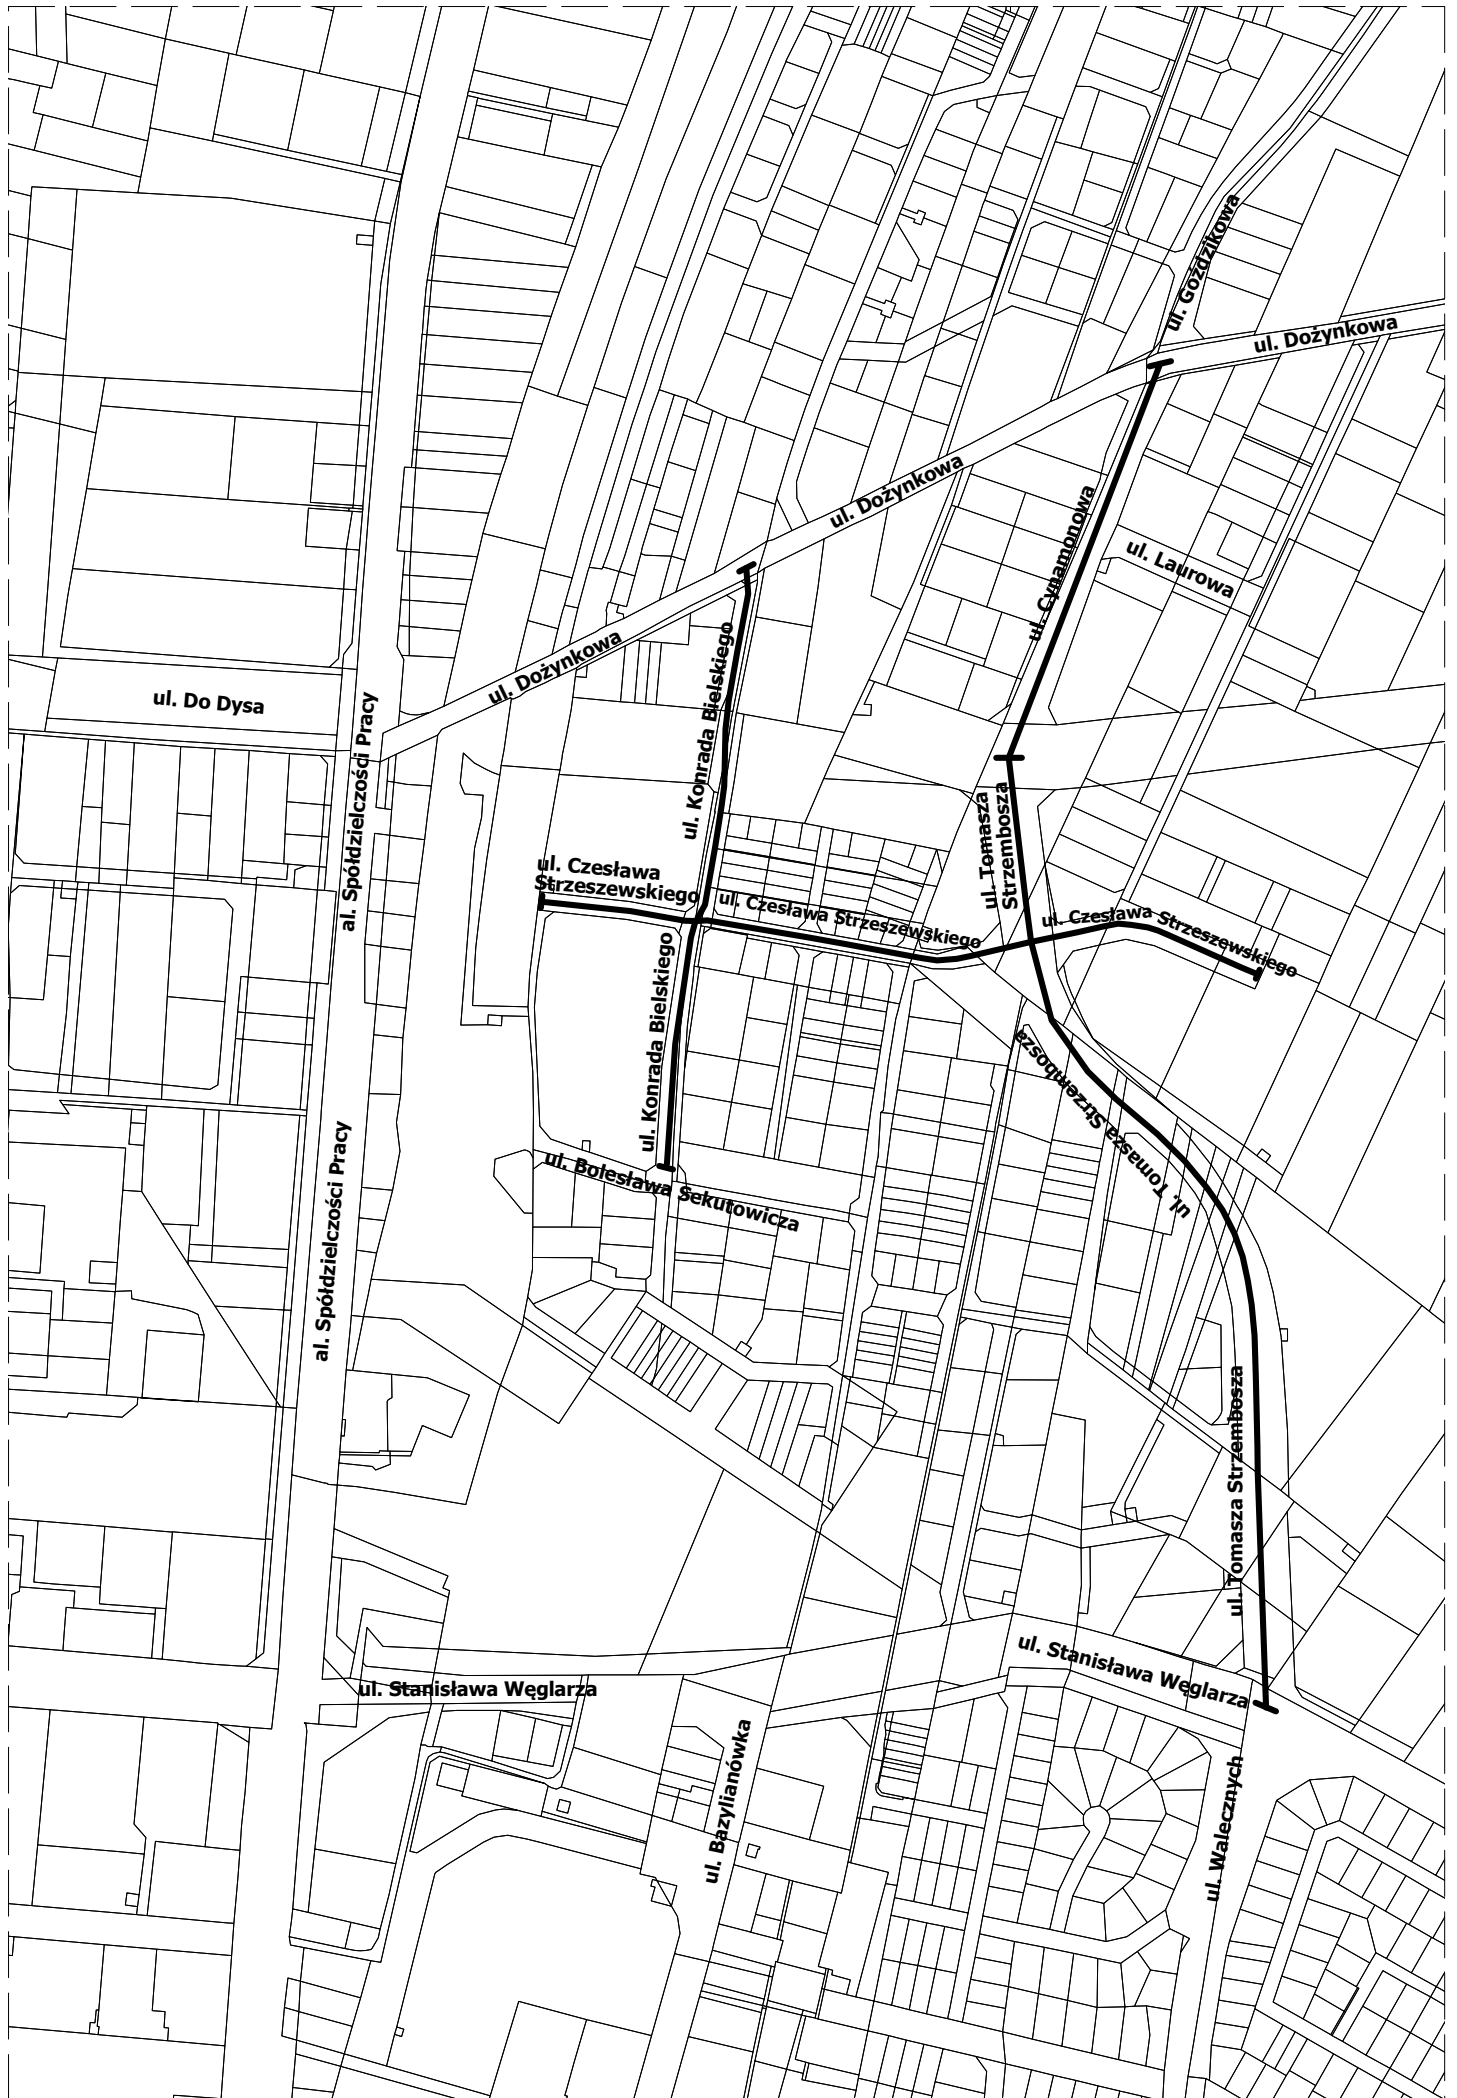 ul. Goździkowa
ul. Dożynkowa
ul. Dożynkowa
ul. Cynamonowa
ul. Laurowa
ul. Dożynkowa
ul. Konrada Bielskiego
ul. Do Dysa
al. Spółdzielczości Pracy
ul. Tomasza
Strzembosza
ul. Czesława
Strzeszewskiego
ul. Czesława Strzeszewskiego
ul. Czesława Strzeszewskiego
ul. Konrada Bielskiego
ul. Tomasza Strzembosza
ul. Bolesława Sekutowicza
al. Spółdzielczości Pracy
ul. Tomasza Strzembosza
ul. Stanisława Węglarza
ul. Stanisława Węglarza
ul. Bazylianówka
ul. Walecznych